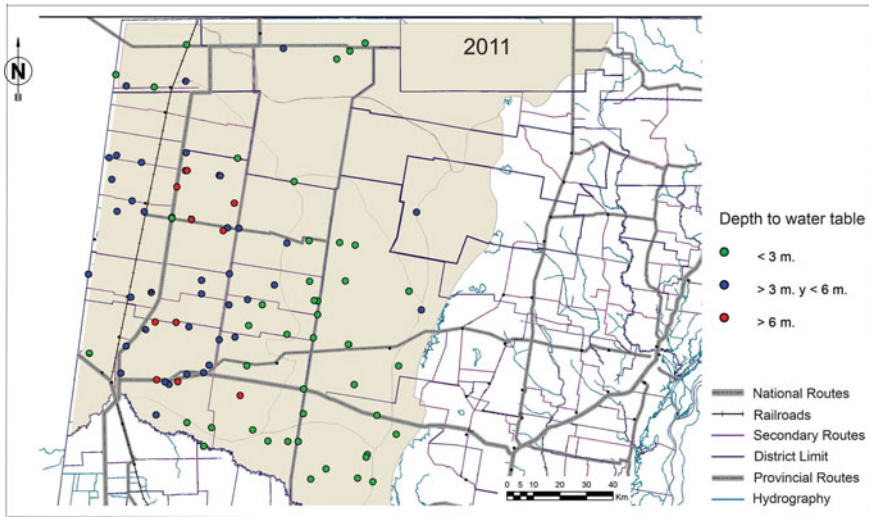 2011
N
Depth to water table
< 3 m.
> 3 m. y < 6 m.
> 6 m.
National Routes
Railroads
Secondary Routes
District Limit
Provincial Routes
Hydrography
0 5 10 20 30 40
Km.